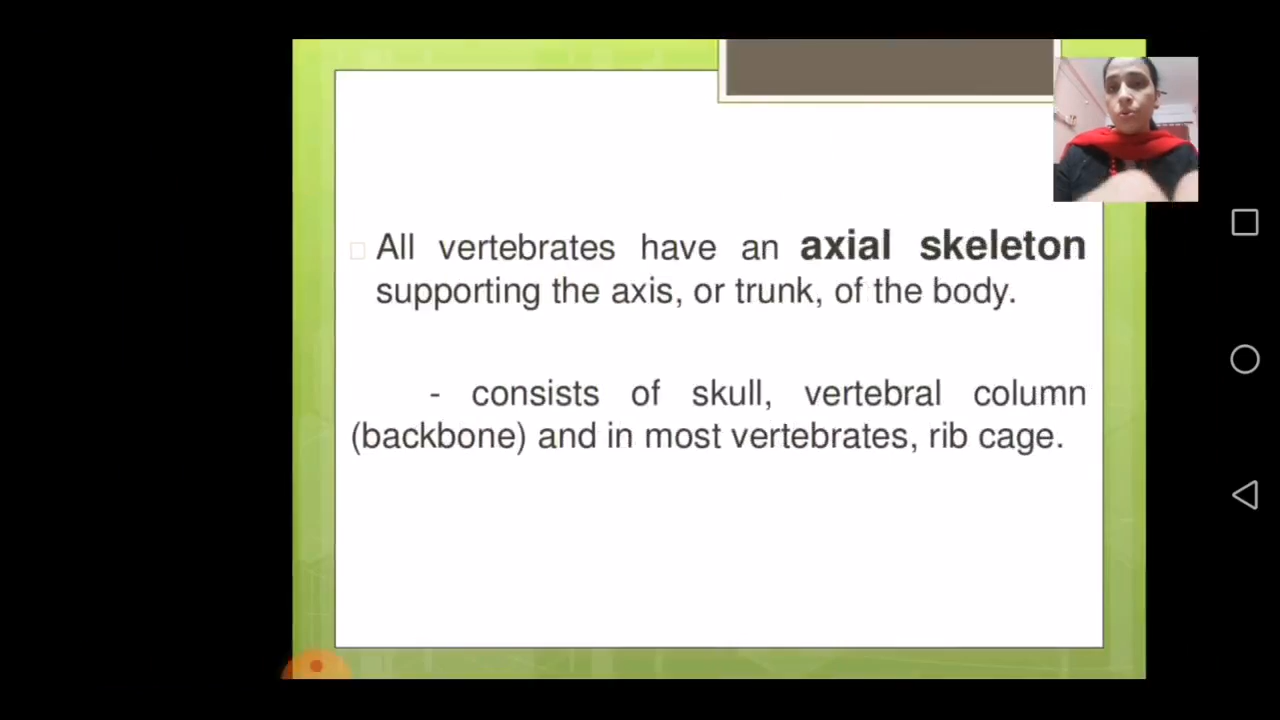 All vertebrates have an axial skeleton
supporting the axis, or trunk, of the body.
- consists of skull, vertebral column
(backbone) and in most vertebrates, rib cage.